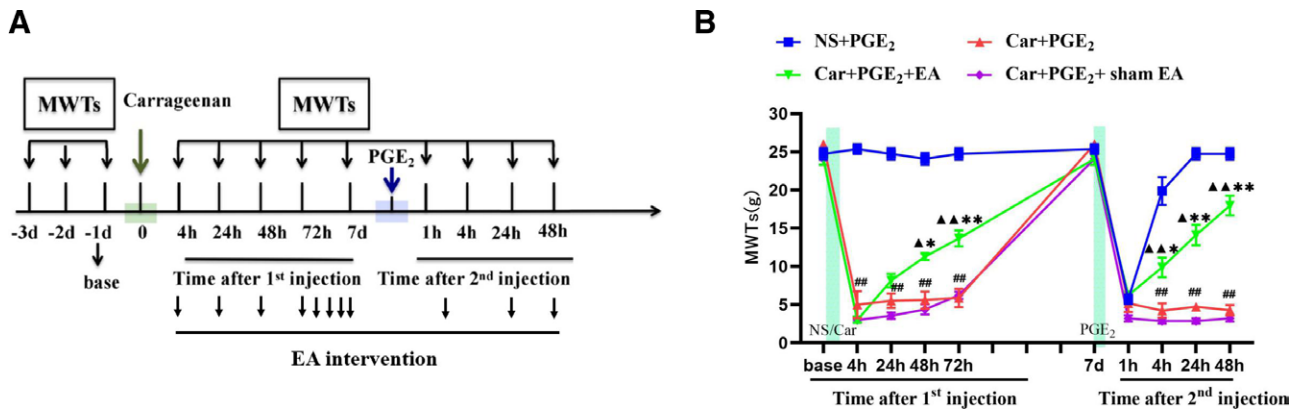 A
MWTs
Carrageenan
MWTs
PGE₂
-3d -2d -1d 0 4h 24h 48h 72h 7d 1h 4h 24h 48h
base
Time after 1st injection
Time after 2nd injection
EA intervention
B
NS+PGE₂
Car+PGE₂
Car+PGE₂+EA
Car+PGE₂+ sham EA
MWTs(g)
30
25
20
15
10
5
0
▲* ▲▲** ▲▲* ▲** ▲▲**
## ## ## ## ## ## ##
NS/Car
PGE₂
base 4h 24h 48h 72h 7d 1h 4h 24h 48h
Time after 1st injection
Time after 2nd injection